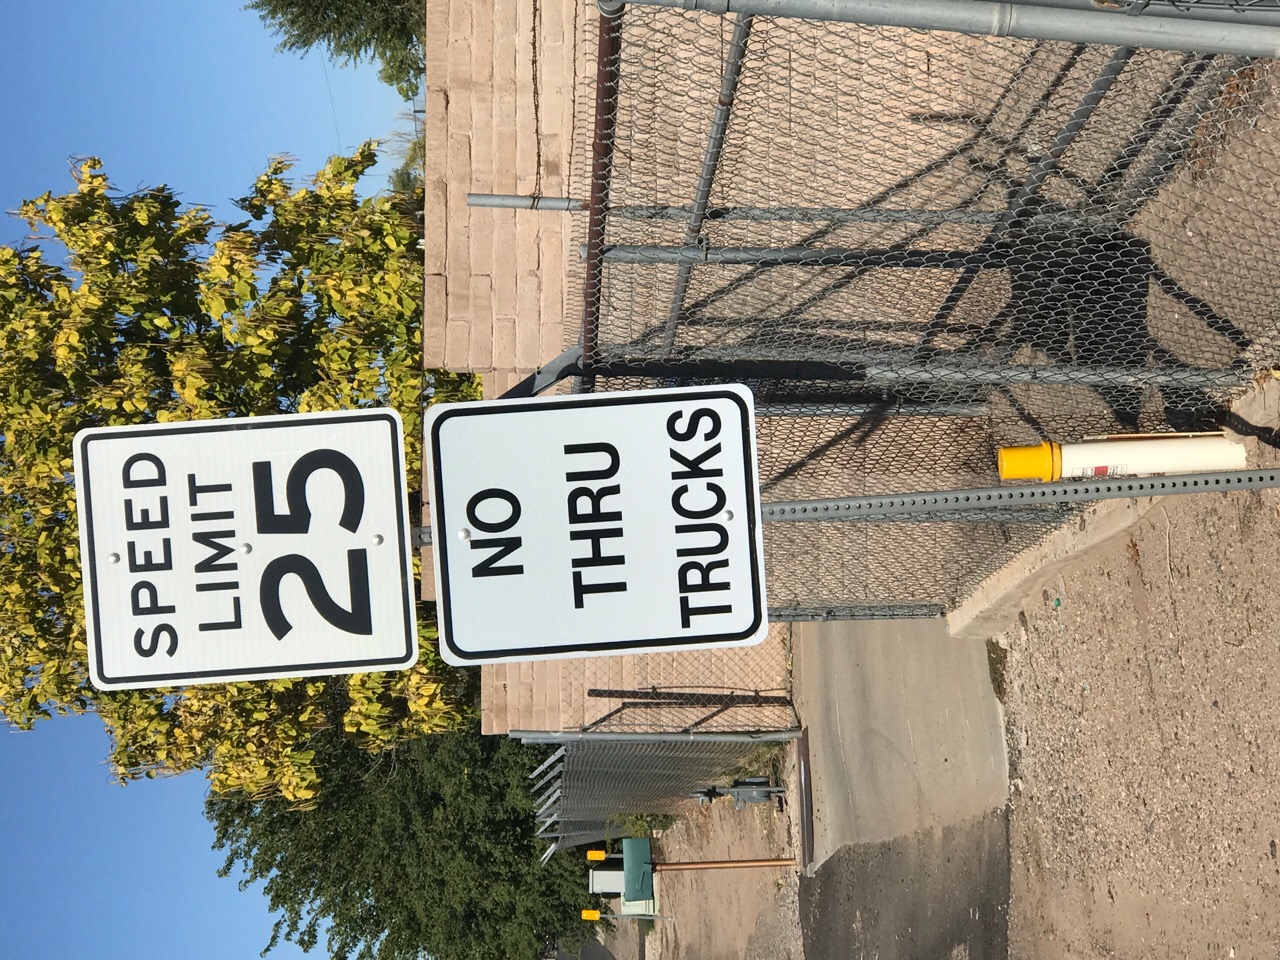 SPEED
LIMIT
25
NO
THRU
TRUCKS